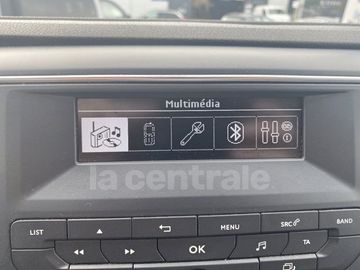 Multimédia
la centrale
LIST
MENU
SRC
BAND
OK
TA